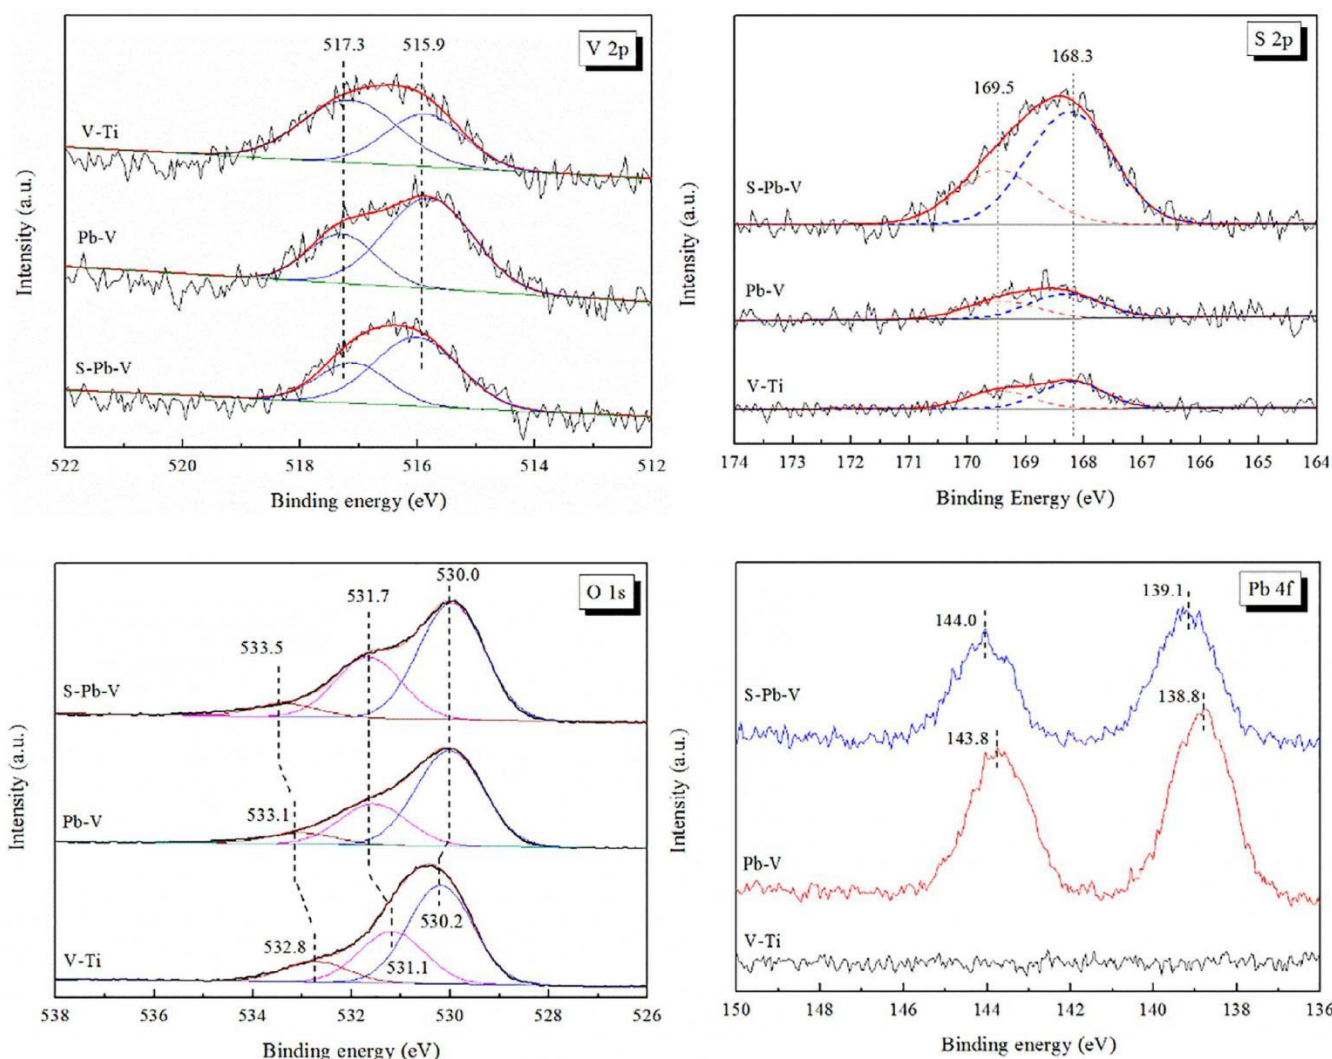 517.3 515.9 V 2p
V-Ti
Pb-V
S-Pb-V
Intensity (a.u.)
522 520 518 516 514 512
Binding energy (eV)
S 2p
169.5 168.3
S-Pb-V
Pb-V
V-Ti
Intensity (a.u.)
174 173 172 171 170 169 168 167 166 165 164
Binding Energy (eV)
O 1s
533.5 531.7 530.0
S-Pb-V
533.1
Pb-V
532.8 531.1 530.2
V-Ti
Intensity (a.u.)
538 536 534 532 530 528 526
Binding energy (eV)
Pb 4f
144.0 139.1
S-Pb-V
143.8 138.8
Pb-V
V-Ti
Intensity (a.u.)
150 148 146 144 142 140 138 136
Binding energy (eV)